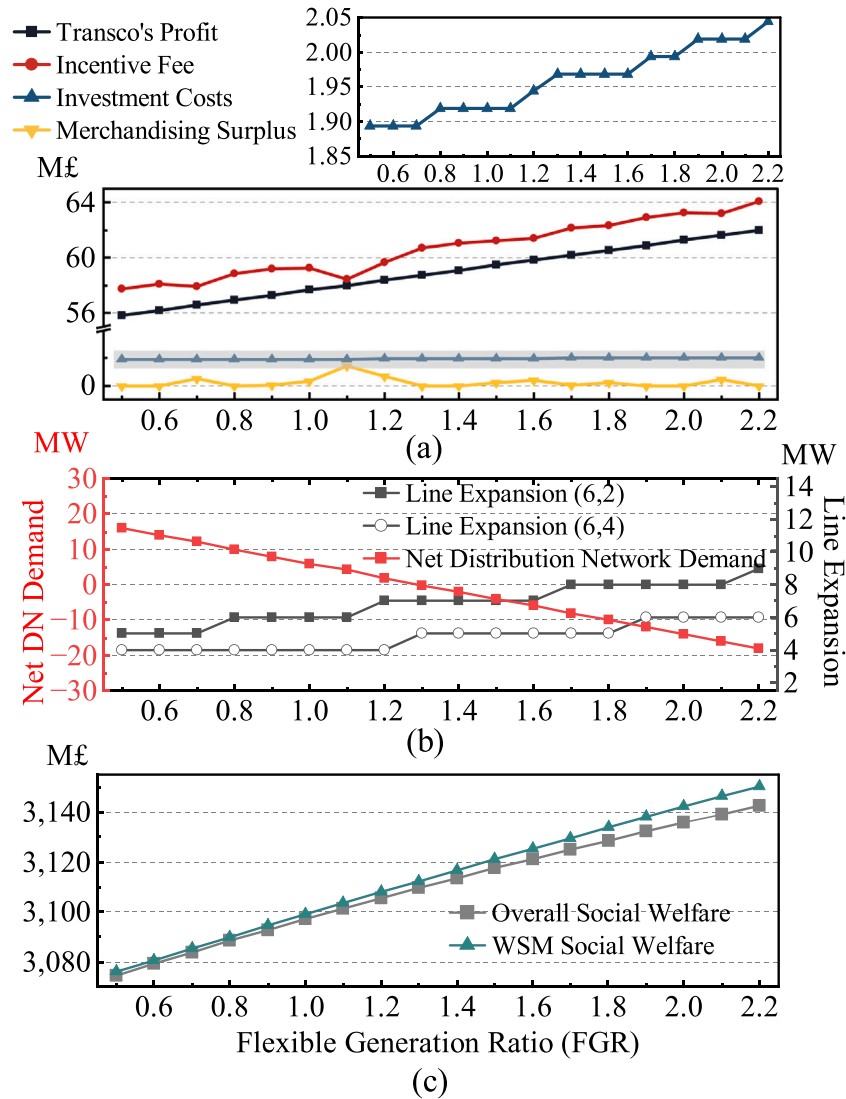 Transco's Profit
Incentive Fee
Investment Costs
Merchandising Surplus
2.05
2.00
1.95
1.90
1.85
0.6 0.8 1.0 1.2 1.4 1.6 1.8 2.0 2.2
M£
64
60
56
0
0.6 0.8 1.0 1.2 1.4 1.6 1.8 2.0 2.2
(a)
MW
MW
30
20
10
0
−10
−20
−30
Net DN Demand
Line Expansion (6,2)
Line Expansion (6,4)
Net Distribution Network Demand
14
12
10
8
6
4
2
Line Expansion
0.6 0.8 1.0 1.2 1.4 1.6 1.8 2.0 2.2
(b)
M£
3,140
3,120
3,100
3,080
Overall Social Welfare
WSM Social Welfare
0.6 0.8 1.0 1.2 1.4 1.6 1.8 2.0 2.2
Flexible Generation Ratio (FGR)
(c)